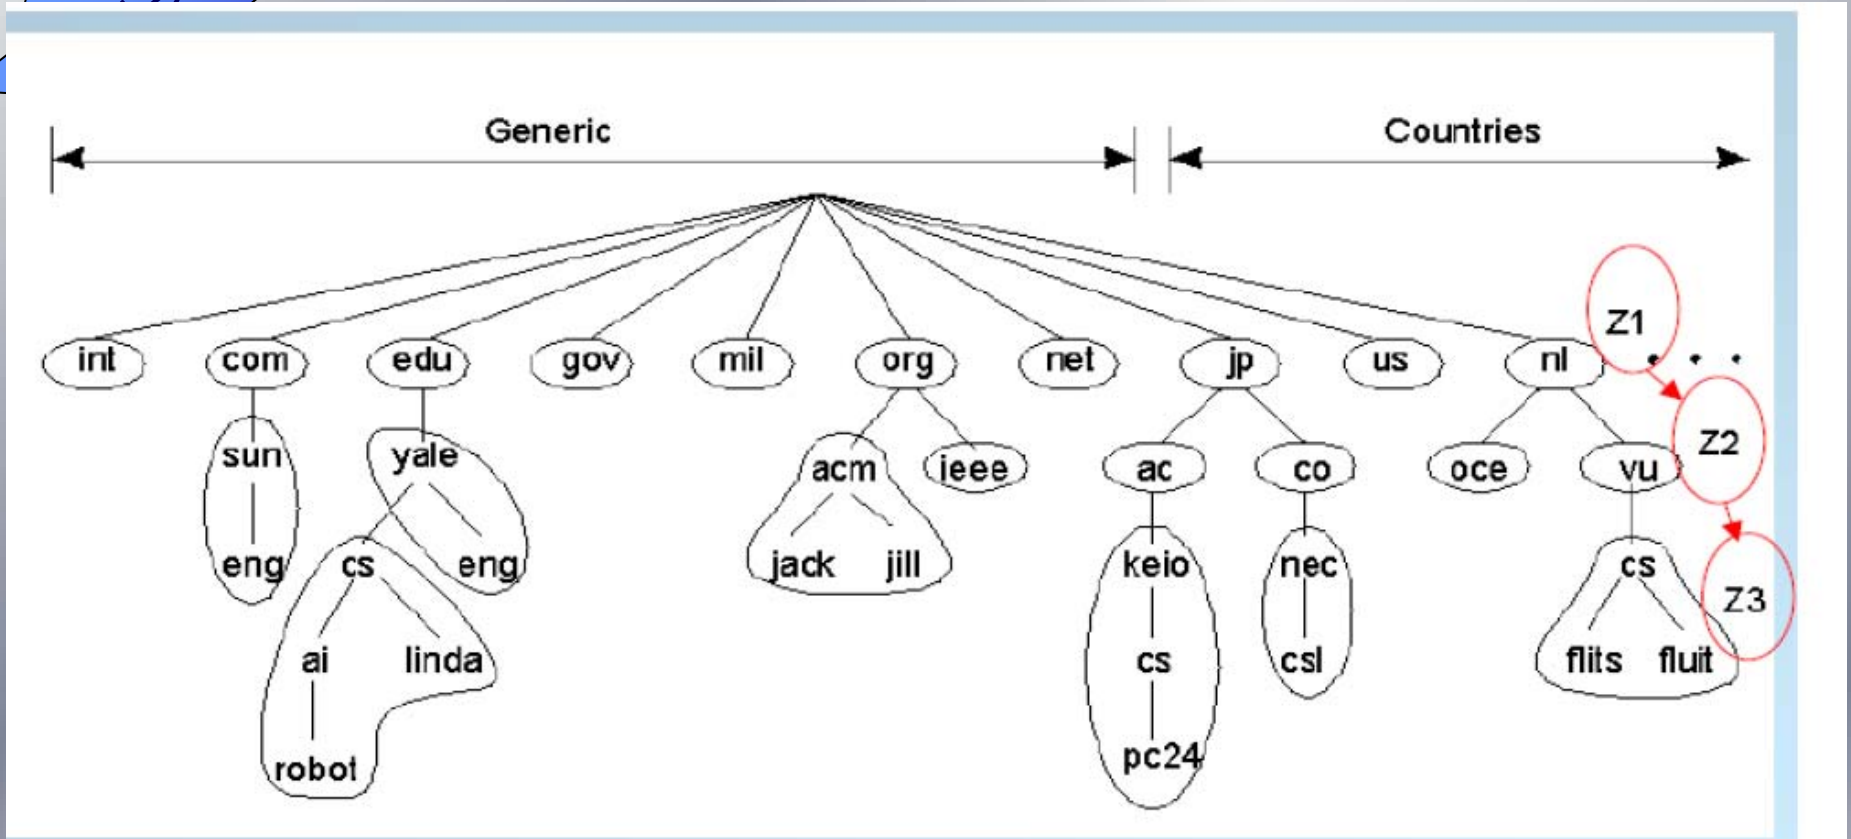 Generic Countries
Z1
int com edu gov mil org net jp us nl . . .
Z2
sun yale acm ieee ac co oce vu
eng cs eng jack jill keio nec cs
Z3
ai linda cs csl flits fluit
robot pc24